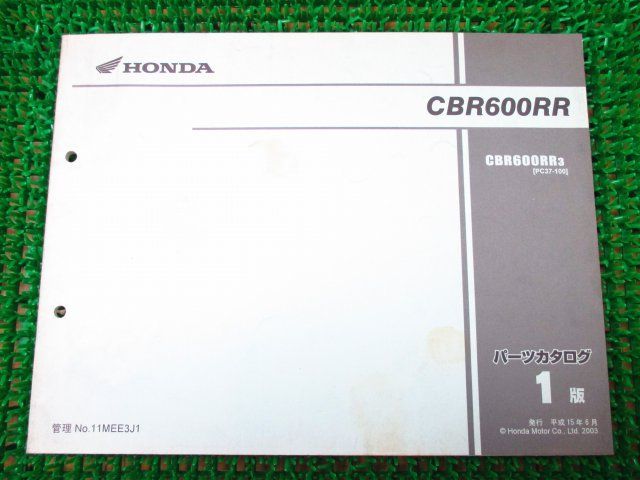 HONDA
CBR600RR
CBR600RR3
[PC37-100]
パーツカタログ
1版
発行 平成15年6月
© Honda Motor Co., Ltd. 2003
管理 No.11MEE3J1